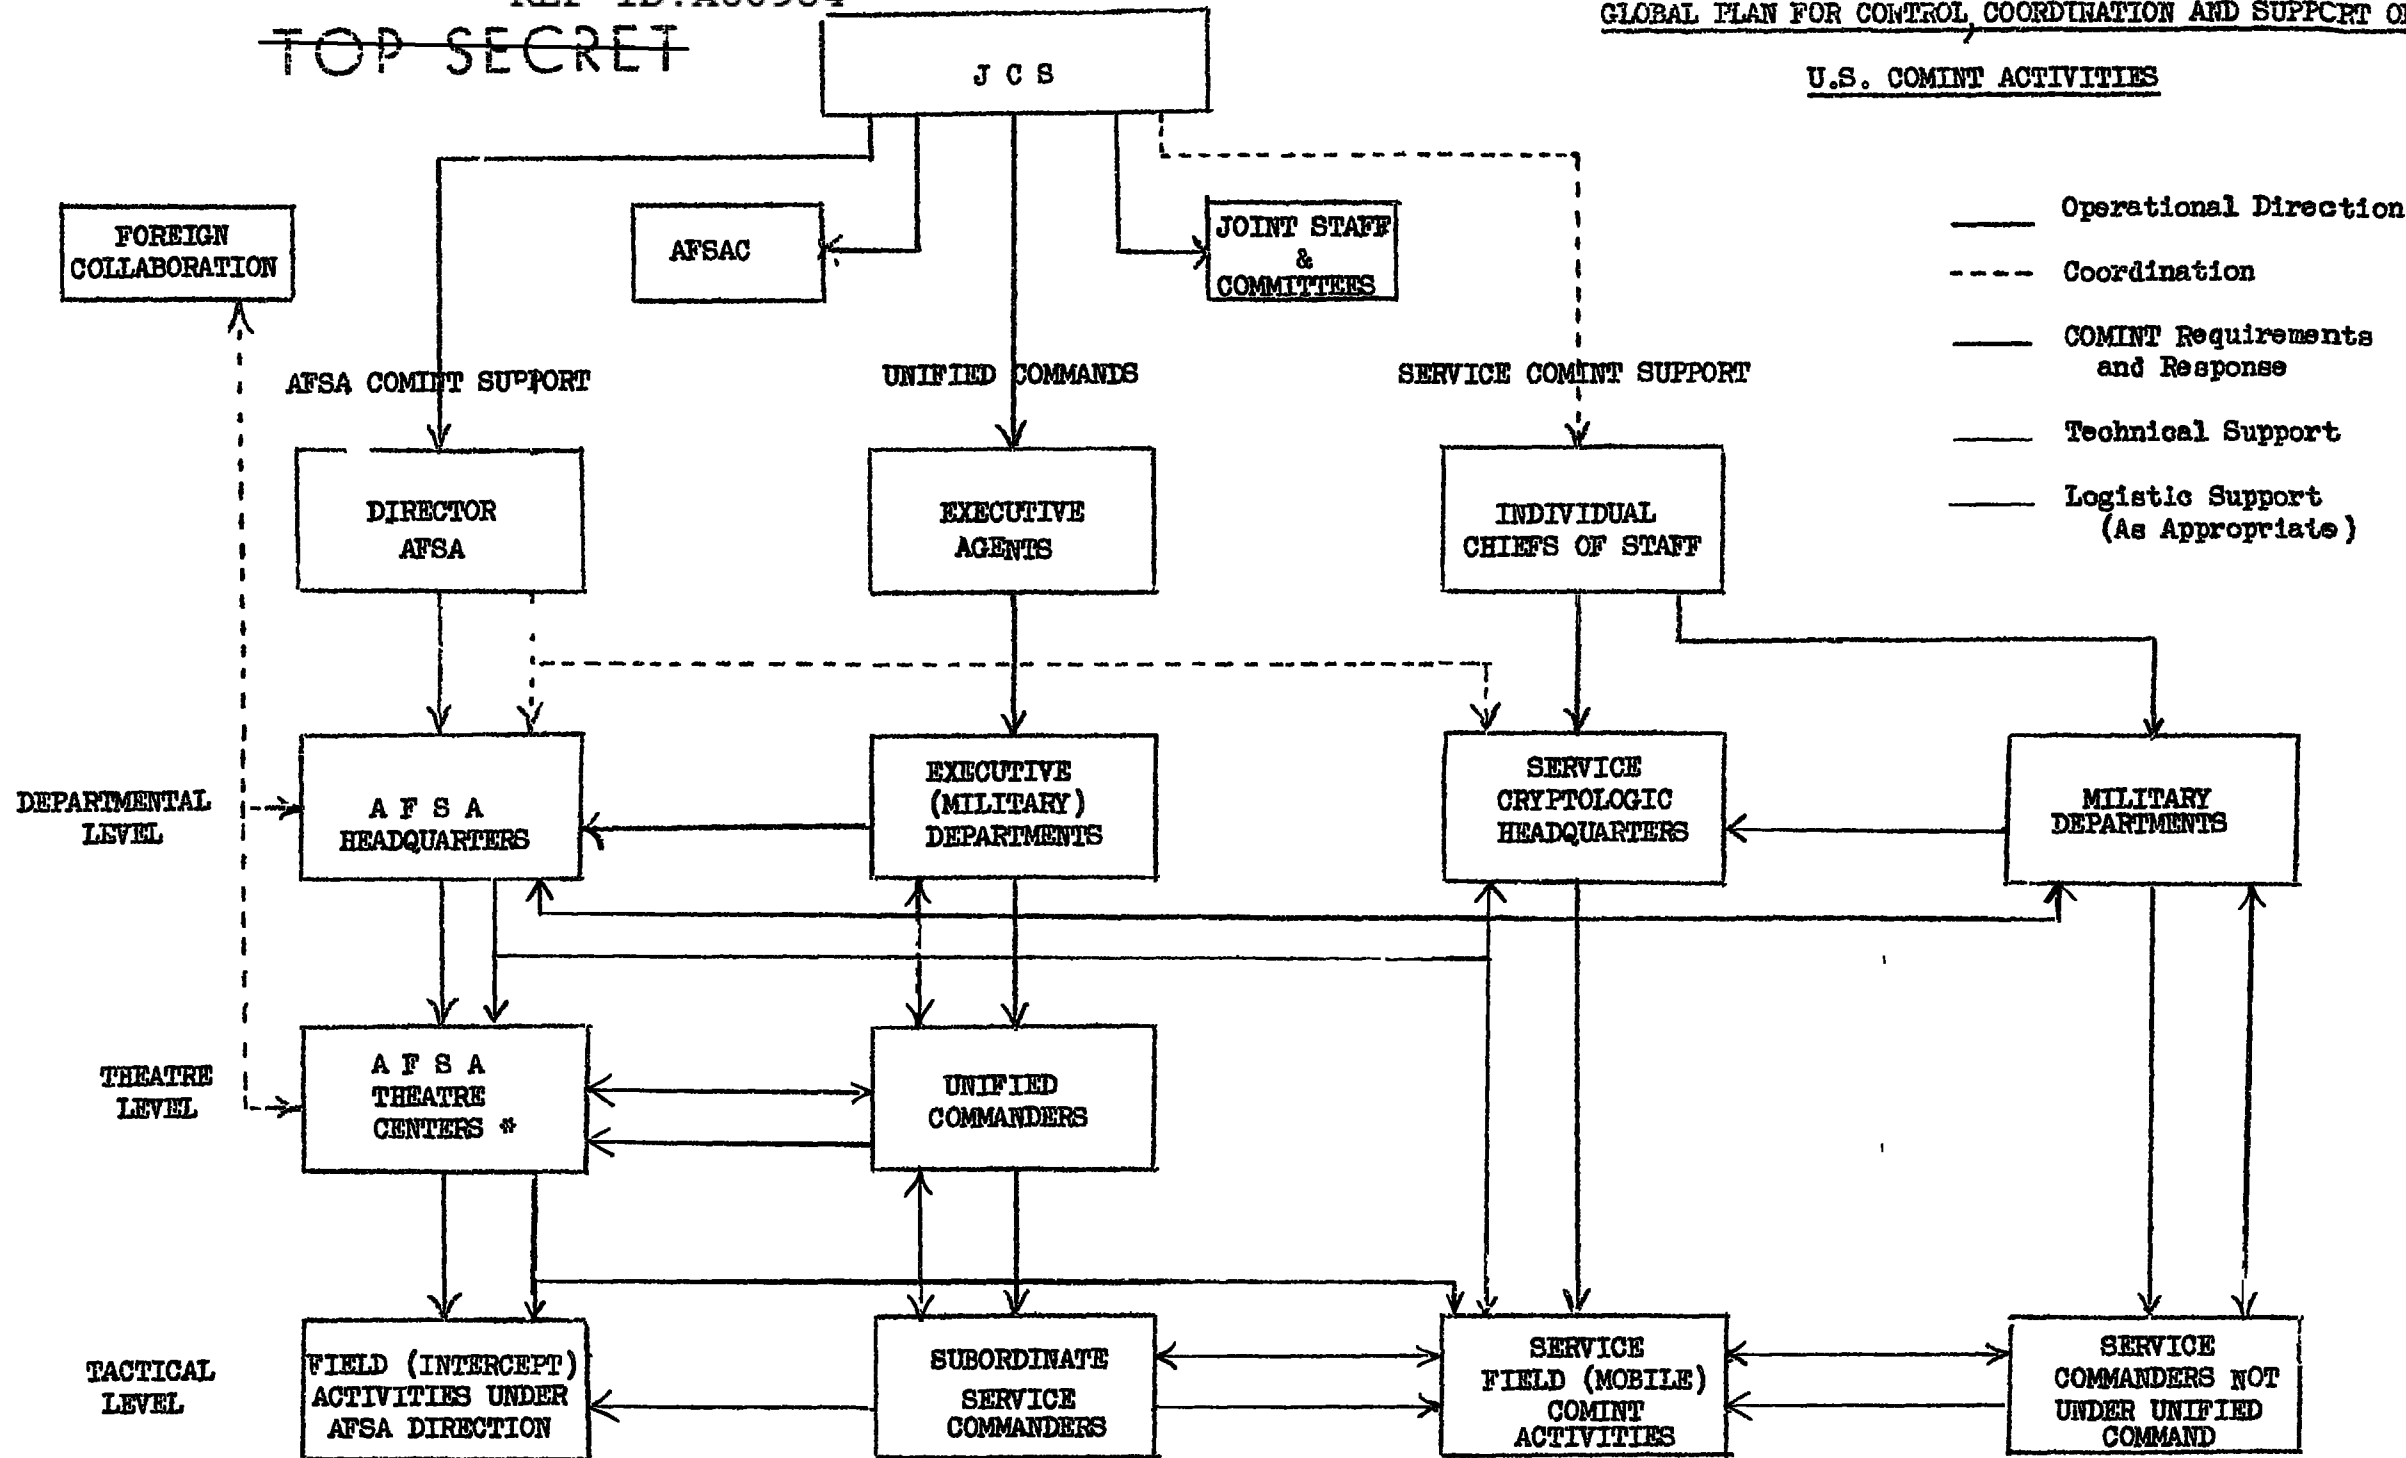 TOP SECRET
GLOBAL PLAN FOR CONTROL, COORDINATION AND SUPPORT
U.S. COMINT ACTIVITIES
J C S
FOREIGN
COLLABORATION
AFSAC
JOINT STAFF
&
COMMITTEES
Operational Direction
Coordination
COMINT Requirements
and Response
Technical Support
Logistic Support
(As Appropriate)
AFSA COMINT SUPPORT
UNIFIED COMMANDS
SERVICE COMINT SUPPORT
DIRECTOR
AFSA
EXECUTIVE
AGENTS
INDIVIDUAL
CHIEFS OF STAFF
DEPARTMENTAL
LEVEL
A F S A
HEADQUARTERS
EXECUTIVE
(MILITARY)
DEPARTMENTS
SERVICE
CRYPTOLOGIC
HEADQUARTERS
MILITARY
DEPARTMENTS
THEATRE
LEVEL
A F S A
THEATRE
CENTERS *
UNIFIED
COMMANDERS
TACTICAL
LEVEL
FIELD (INTERCEPT)
ACTIVITIES UNDER
AFSA DIRECTION
SUBORDINATE
SERVICE
COMMANDERS
SERVICE
FIELD (MOBILE)
COMINT
ACTIVITIES
SERVICE
COMMANDERS NOT
UNDER UNIFIED
COMMAND